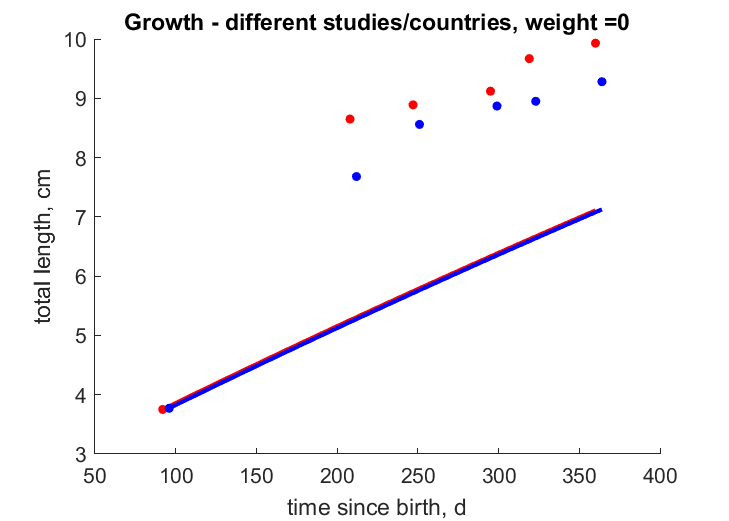 Growth - different studies/countries, weight =0
10
9
8
7
6
5
4
3
total length, cm
50 100 150 200 250 300 350 400
time since birth, d